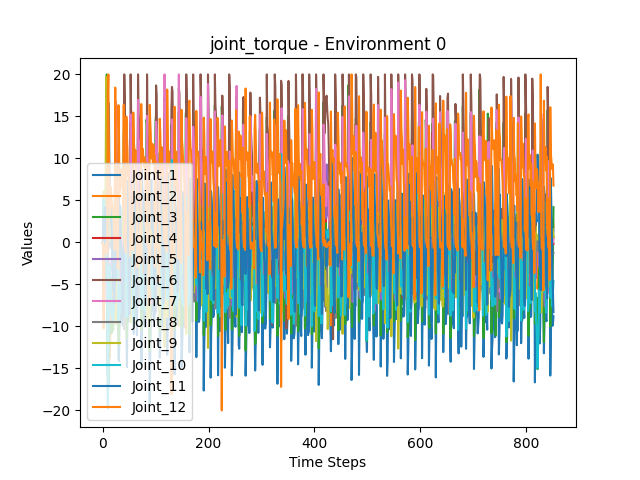 joint_torque - Environment 0
20
15
10
5
0
−5
−10
−15
−20
Values
Joint_1
Joint_2
Joint_3
Joint_4
Joint_5
Joint_6
Joint_7
Joint_8
Joint_9
Joint_10
Joint_11
Joint_12
0 200 400 600 800
Time Steps